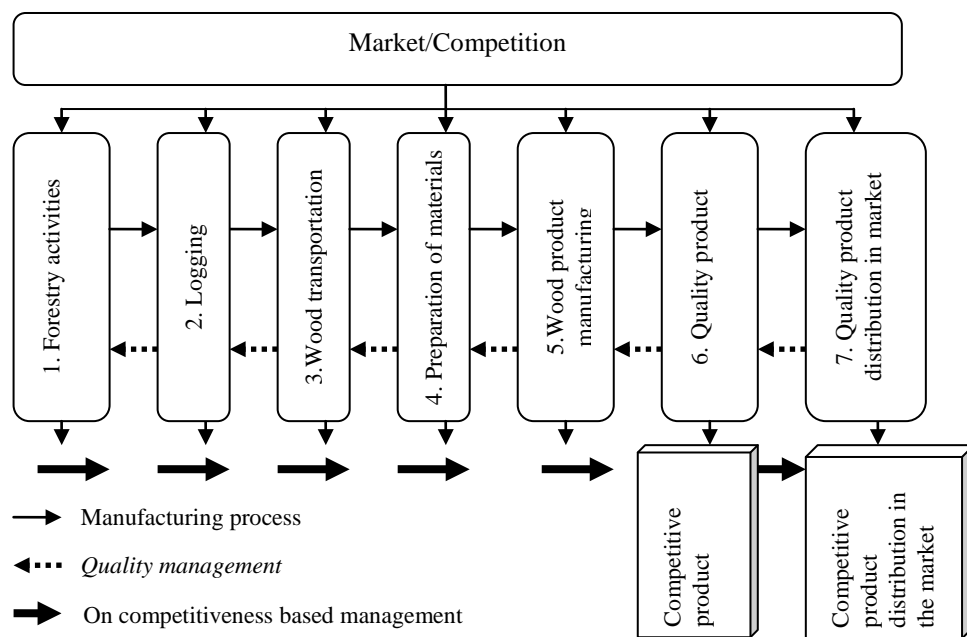 Market/Competition
1. Forestry activities
2. Logging
3.Wood transportation
4. Preparation of materials
5.Wood product
manufacturing
6. Quality product
7. Quality product
distribution in market
Manufacturing process
Quality management
On competitiveness based management
Competitive
product
Competitive
product
distribution in
the market